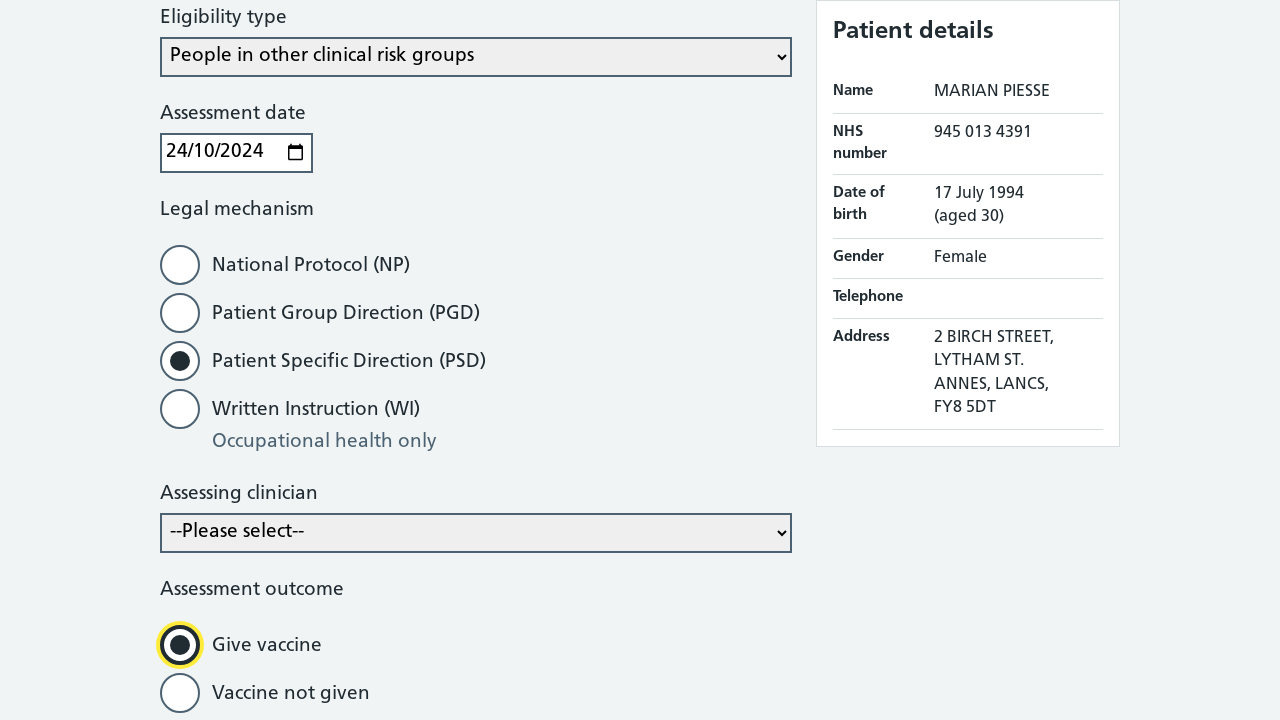 Eligibility type
People in other clinical risk groups
Assessment date
24/10/2024
Legal mechanism
National Protocol (NP)
Patient Group Direction (PGD)
Patient Specific Direction (PSD)
Written Instruction (WI)
Occupational health only
Assessing clinician
--Please select--
Assessment outcome
Give vaccine
Vaccine not given
Patient details
Name MARIAN PIESSE
NHS number 945 013 4391
Date of birth 17 July 1994
(aged 30)
Gender Female
Telephone
Address 2 BIRCH STREET,
LYTHAM ST.
ANNES, LANCS,
FY8 5DT